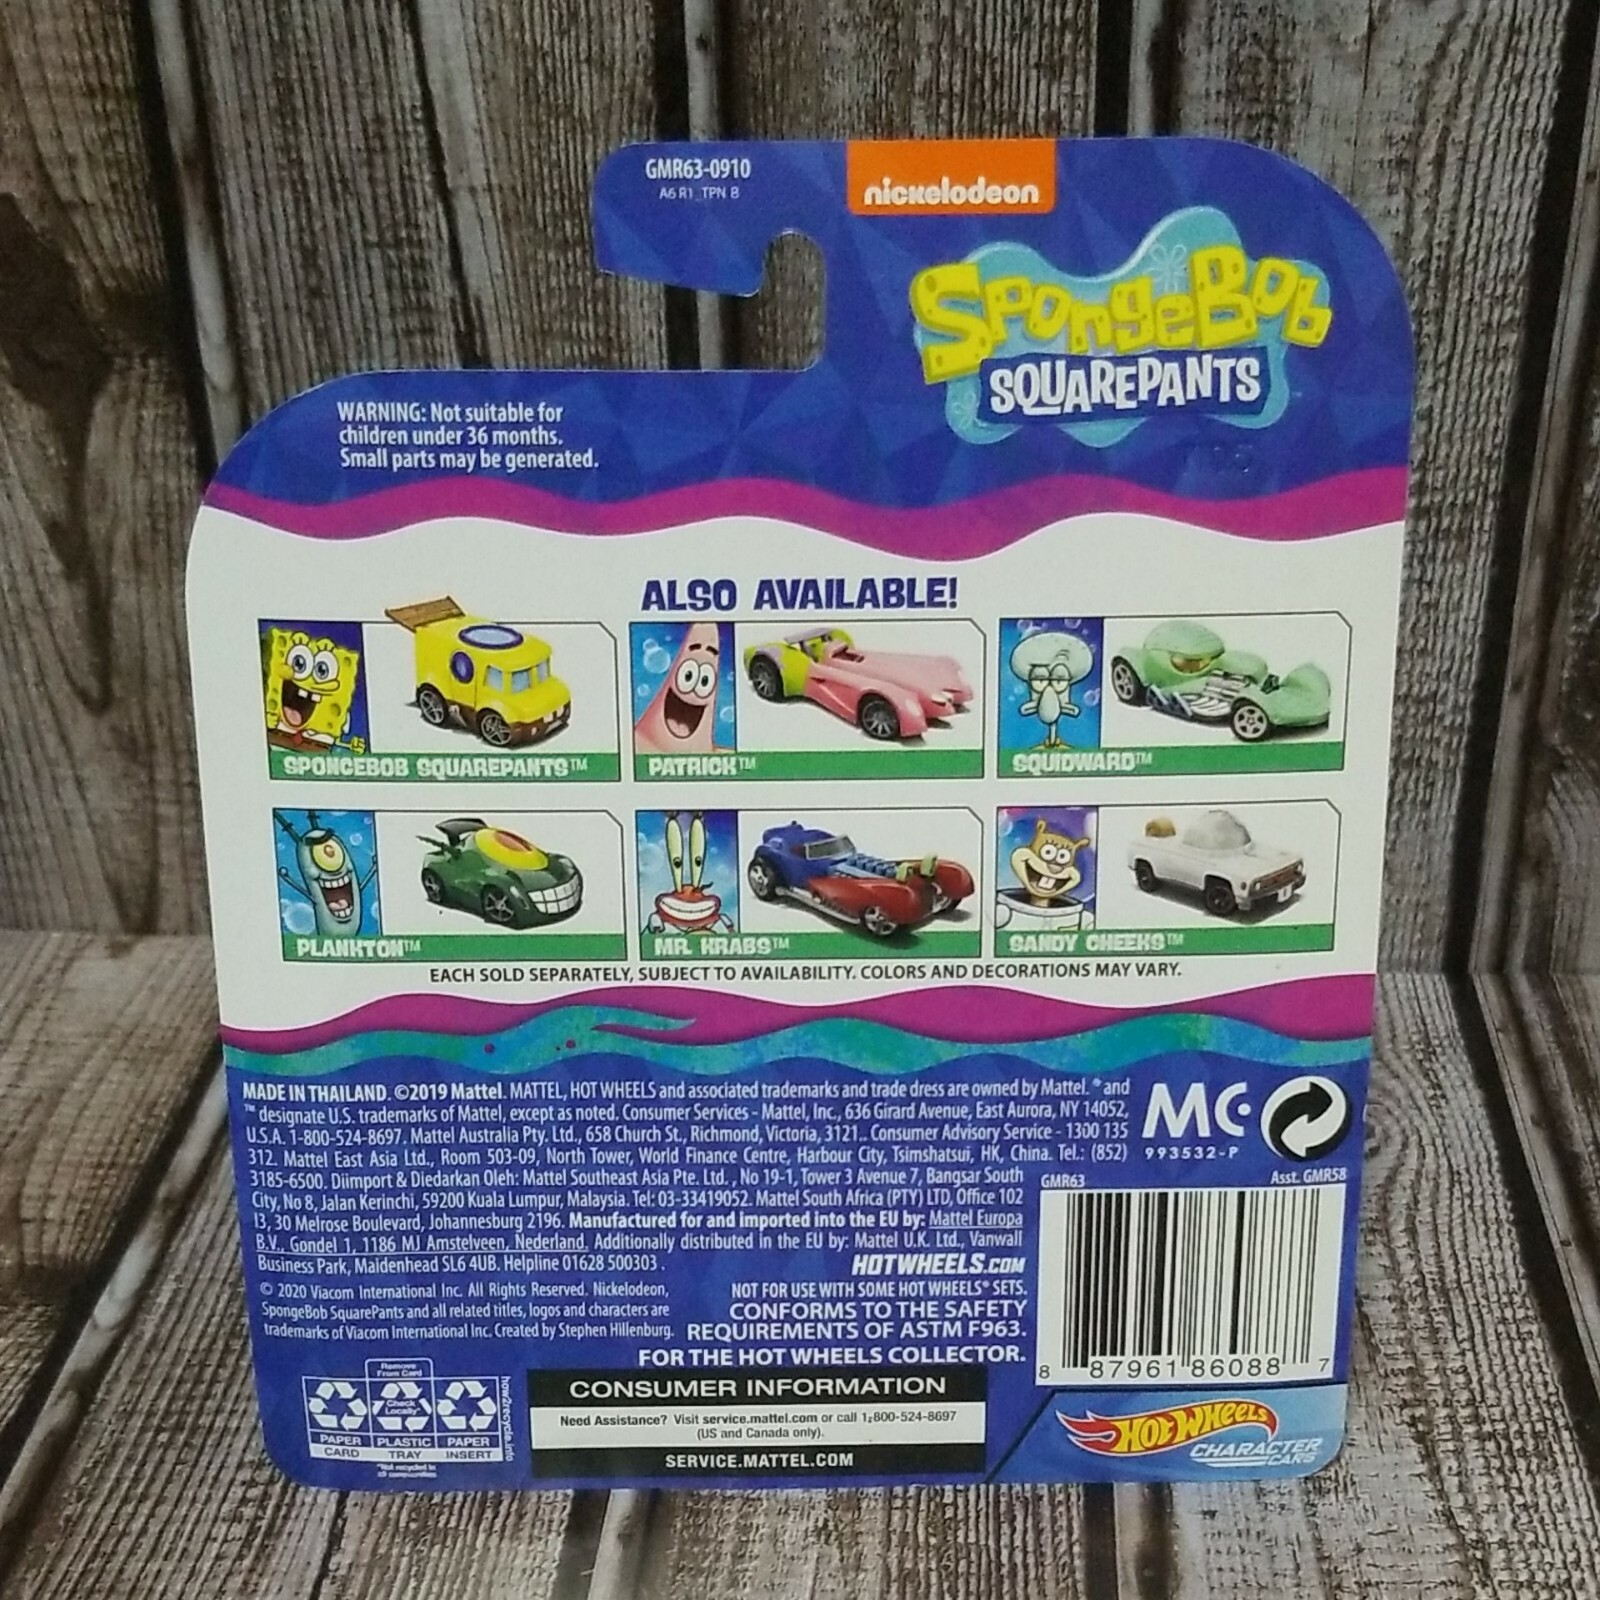 GMR63-0910
A6 R1_TPN 8
nickelodeon
SpongeBob
SQUAREPANTS
WARNING: Not suitable for
children under 36 months.
Small parts may be generated.
ALSO AVAILABLE!
SPONGEBOB SQUAREPANTS™
PATRICK™
SQUIDWARD™
PLANKTON™
MR. KRABS™
SANDY CHEEKS™
EACH SOLD SEPARATELY, SUBJECT TO AVAILABILITY. COLORS AND DECORATIONS MAY VARY.
MADE IN THAILAND. ©2019 Mattel. MATTEL, HOT WHEELS and associated trademarks and trade dress are owned by Mattel. ® and
™ designate U.S. trademarks of Mattel, except as noted. Consumer Services - Mattel, Inc., 636 Girard Avenue, East Aurora, NY 14052,
U.S.A. 1-800-524-8697. Mattel Australia Pty. Ltd., 658 Church St., Richmond, Victoria, 3121.. Consumer Advisory Service - 1300 135
312. Mattel East Asia Ltd., Room 503-09, North Tower, World Finance Centre, Harbour City, Tsimshatsui, HK, China. Tel.: (852)
3185-6500. Diimport & Diedarkan Oleh: Mattel Southeast Asia Pte. Ltd. , No 19-1, Tower 3 Avenue 7, Bangsar South
City, No 8, Jalan Kerinchi, 59200 Kuala Lumpur, Malaysia. Tel: 03-33419052. Mattel South Africa (PTY) LTD, Office 102
I3, 30 Melrose Boulevard, Johannesburg 2196. Manufactured for and imported into the EU by: Mattel Europa
B.V., Gondel 1, 1186 MJ Amstelveen, Nederland. Additionally distributed in the EU by: Mattel U.K. Ltd., Vanwall
Business Park, Maidenhead SL6 4UB. Helpline 01628 500303 .
HOTWHEELS.COM
© 2020 Viacom International Inc. All Rights Reserved. Nickelodeon,
SpongeBob SquarePants and all related titles, logos and characters are
trademarks of Viacom International Inc. Created by Stephen Hillenburg.
NOT FOR USE WITH SOME HOT WHEELS® SETS.
CONFORMS TO THE SAFETY
REQUIREMENTS OF ASTM F963.
FOR THE HOT WHEELS COLLECTOR.
MC
993532-P
GMR63
Asst. GMR58
8 87961 86088 7
Remove
From Card
Check
Locally*
PAPER
CARD
PLASTIC
TRAY
PAPER
INSERT
*Not recycled in
all communities
how2recycle.info
CONSUMER INFORMATION
Need Assistance? Visit service.mattel.com or call 1-800-524-8697
(US and Canada only).
SERVICE.MATTEL.COM
Hot Wheels
CHARACTER
CARS